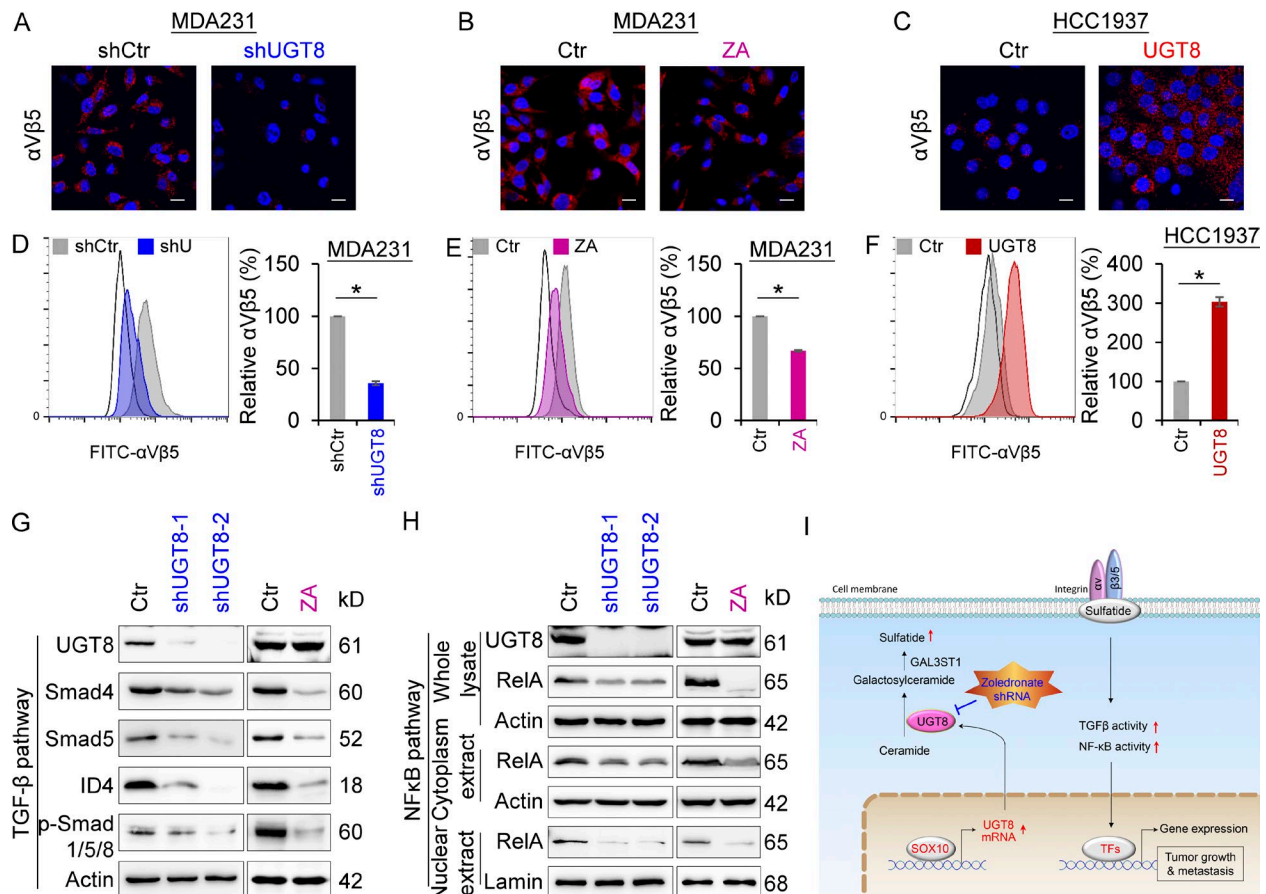 A
MDA231
shCtr
shUGT8
αVβ5
B
MDA231
Ctr
ZA
αVβ5
C
HCC1937
Ctr
UGT8
αVβ5
D
shCtr
shU
0
FITC-αVβ5
MDA231
Relative αVβ5 (%)
150
100
50
0
*
shCtr
shUGT8
E
Ctr
ZA
0
FITC-αVβ5
MDA231
Relative αVβ5 (%)
150
100
50
0
*
Ctr
ZA
F
Ctr
UGT8
0
FITC-αVβ5
HCC1937
Relative αVβ5 (%)
400
300
200
100
0
*
Ctr
UGT8
G
Ctr
shUGT8-1
shUGT8-2
Ctr
ZA
kD
TGF-β pathway
UGT8
61
Smad4
60
Smad5
52
ID4
18
p-Smad
1/5/8
60
Actin
42
H
Ctr
shUGT8-1
shUGT8-2
Ctr
ZA
kD
NFκB pathway
Whole
lysate
UGT8
61
RelA
65
Actin
42
Cytoplasm
extract
RelA
65
Actin
42
Nuclear
extract
RelA
65
Lamin
68
I
Cell membrane
Integrin
αv
β3/5
Sulfatide
Sulfatide
GAL3ST1
Galactosylceramide
Zoledronate
shRNA
UGT8
Ceramide
TGFβ activity
NF-κB activity
UGT8
mRNA
SOX10
TFs
Gene expression
Tumor growth
& metastasis